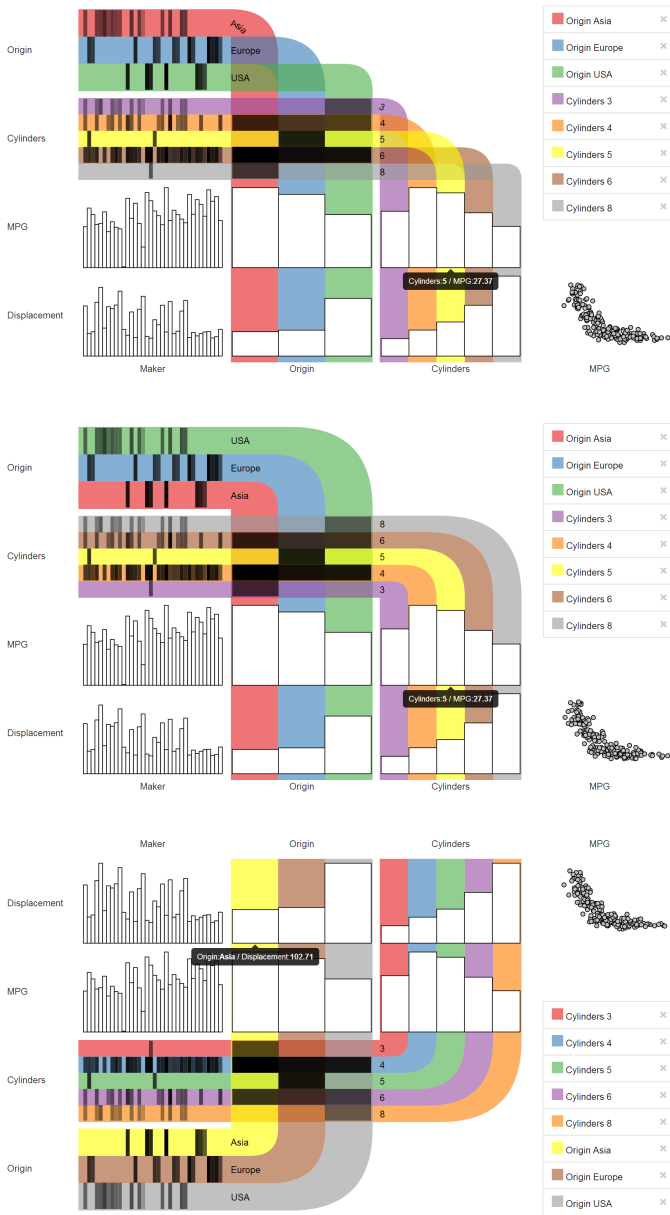 Origin
Asia
Europe
USA
Cylinders
3
4
5
6
8
MPG
Cylinders:5 / MPG:27.37
Displacement
Maker
Origin
Cylinders
MPG
Origin Asia
Origin Europe
Origin USA
Cylinders 3
Cylinders 4
Cylinders 5
Cylinders 6
Cylinders 8
Origin
USA
Europe
Asia
Cylinders
8
6
5
4
3
MPG
Cylinders:5 / MPG:27.37
Displacement
Maker
Origin
Cylinders
MPG
Origin Asia
Origin Europe
Origin USA
Cylinders 3
Cylinders 4
Cylinders 5
Cylinders 6
Cylinders 8
Maker
Origin
Cylinders
MPG
Displacement
Origin:Asia / Displacement:102.71
MPG
Cylinders
3
4
5
6
8
Origin
Asia
Europe
USA
Cylinders 3
Cylinders 4
Cylinders 5
Cylinders 6
Cylinders 8
Origin Asia
Origin Europe
Origin USA